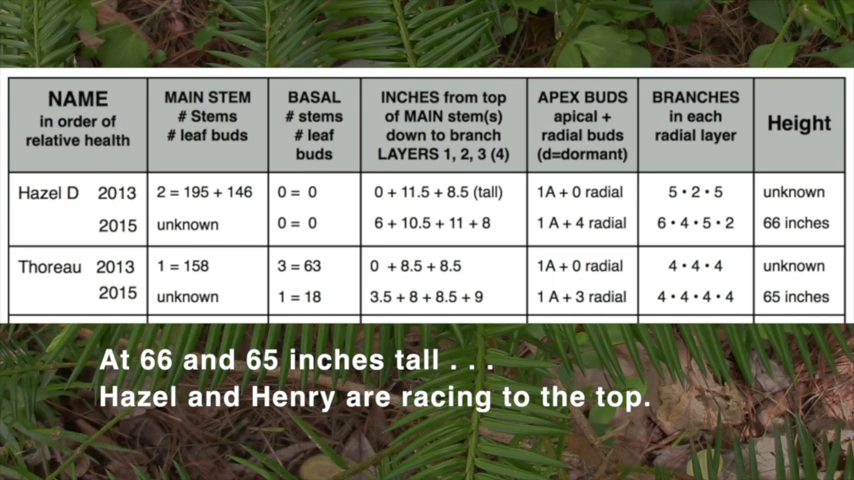 NAME
in order of
relative health
MAIN STEM
# Stems
# leaf buds
BASAL
# stems
# leaf
buds
INCHES from top
of MAIN stem(s)
down to branch
LAYERS 1, 2, 3 (4)
APEX BUDS
apical +
radial buds
(d=dormant)
BRANCHES
in each
radial layer
Height
Hazel D 2013 2 = 195 + 146 0 = 0 0 + 11.5 + 8.5 (tall) 1A + 0 radial 5 • 2 • 5 unknown
2015 unknown 0 = 0 6 + 10.5 + 11 + 8 1 A + 4 radial 6 • 4 • 5 • 2 66 inches
Thoreau 2013 1 = 158 3 = 63 0 + 8.5 + 8.5 1A + 0 radial 4 • 4 • 4 unknown
2015 unknown 1 = 18 3.5 + 8 + 8.5 + 9 1 A + 3 radial 4 • 4 • 4 • 4 65 inches
At 66 and 65 inches tall . . .
Hazel and Henry are racing to the top.